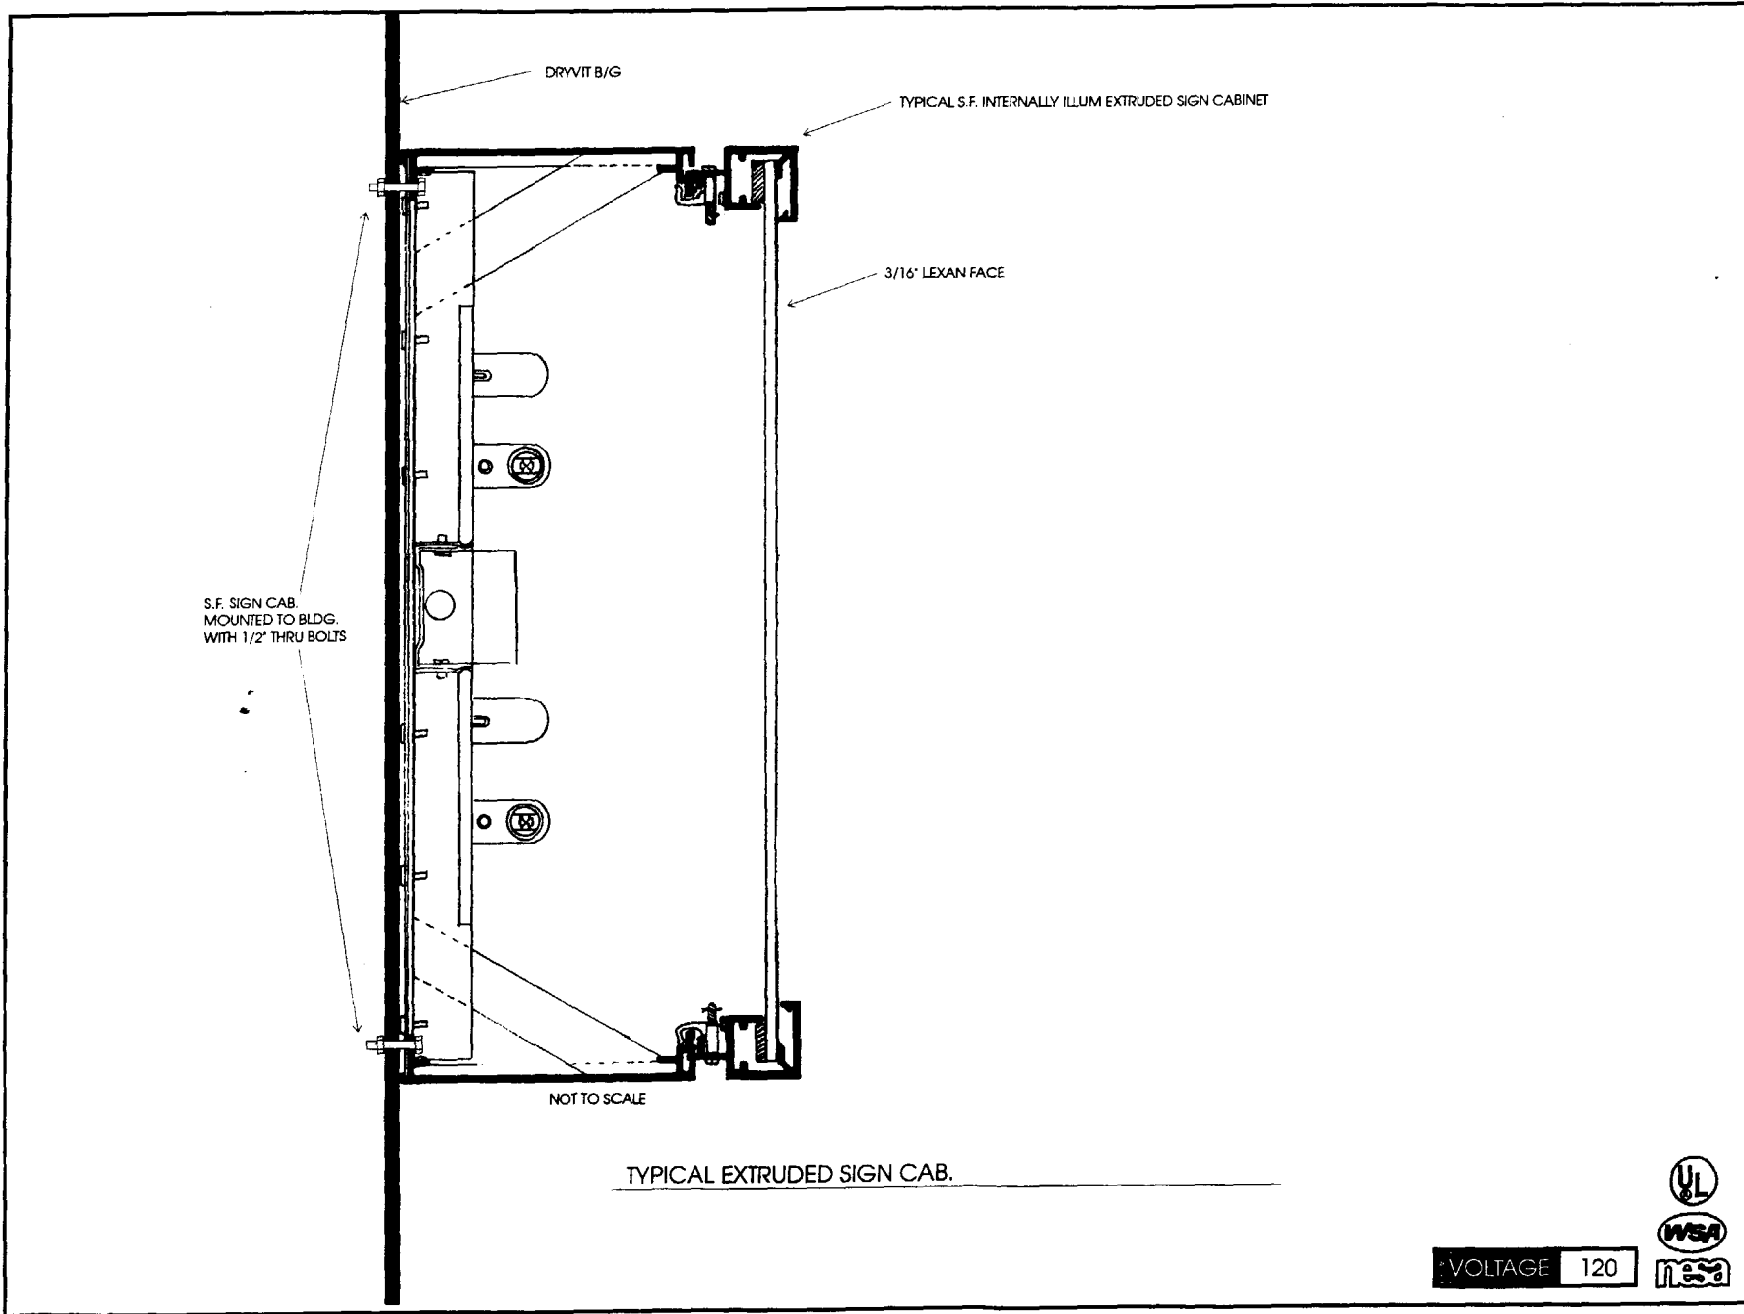 DRYVIT B/G
TYPICAL S.F. INTERNALLY ILLUM EXTRUDED SIGN CABINET
3/16" LEXAN FACE
S.F. SIGN CAB.
MOUNTED TO BLDG.
WITH 1/2" THRU BOLTS
NOT TO SCALE
TYPICAL EXTRUDED SIGN CAB.
UL
WSA
VOLTAGE 120
nesa